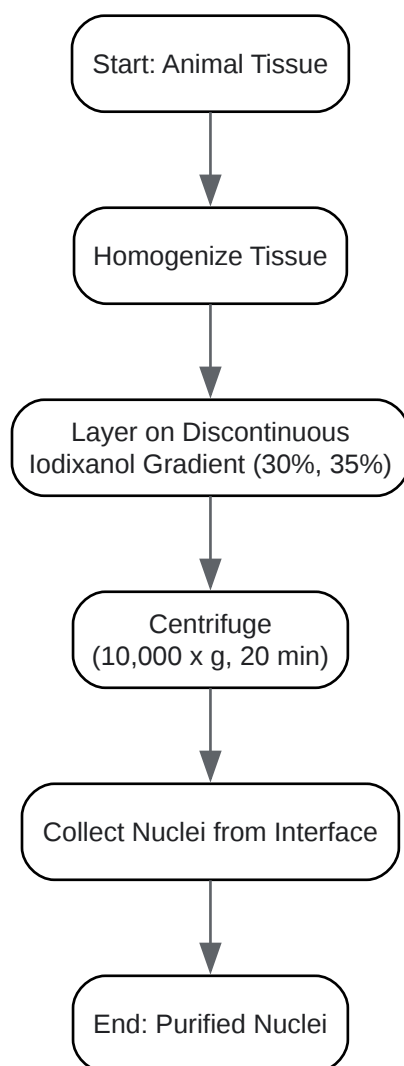 Start: Animal Tissue
Homogenize Tissue
Layer on Discontinuous
Iodixanol Gradient (30%, 35%)
Centrifuge
(10,000 x g, 20 min)
Collect Nuclei from Interface
End: Purified Nuclei